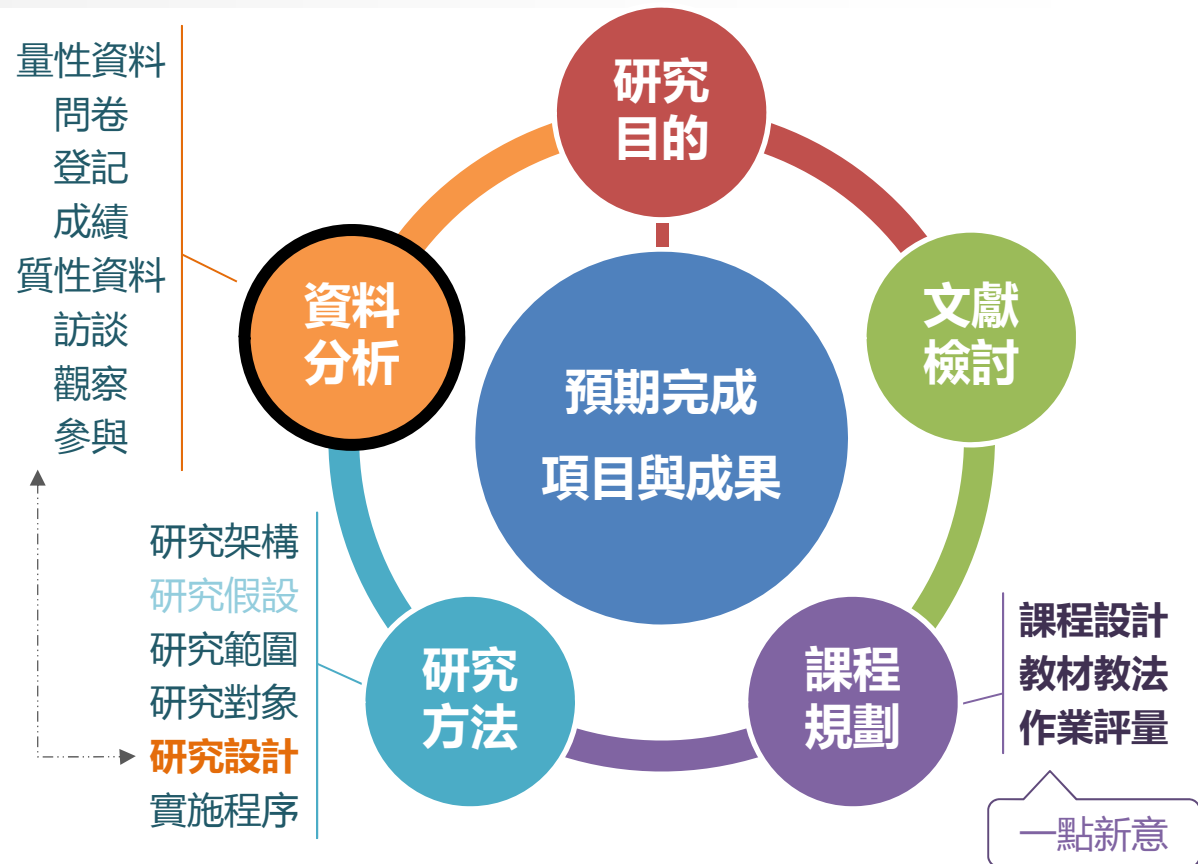 量性資料
問卷
登記
成績
質性資料
訪談
觀察
參與
研究
目的
資料
分析
文獻
檢討
預期完成
項目與成果
研究架構
研究假設
研究範圍
研究對象
研究設計
實施程序
研究
方法
課程
規劃
課程設計
教材教法
作業評量
一點新意